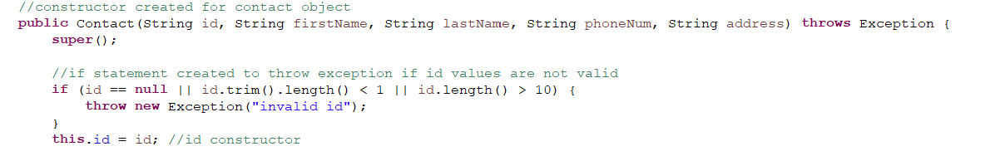 //constructor created for contact object
public Contact(String id, String firstName, String lastName, String phoneNum, String address) throws Exception {
super();
//if statement created to throw exception if id values are not valid
if (id == null || id.trim().length() < 1 || id.length() > 10) {
throw new Exception("invalid id");
}
this.id = id; //id constructor